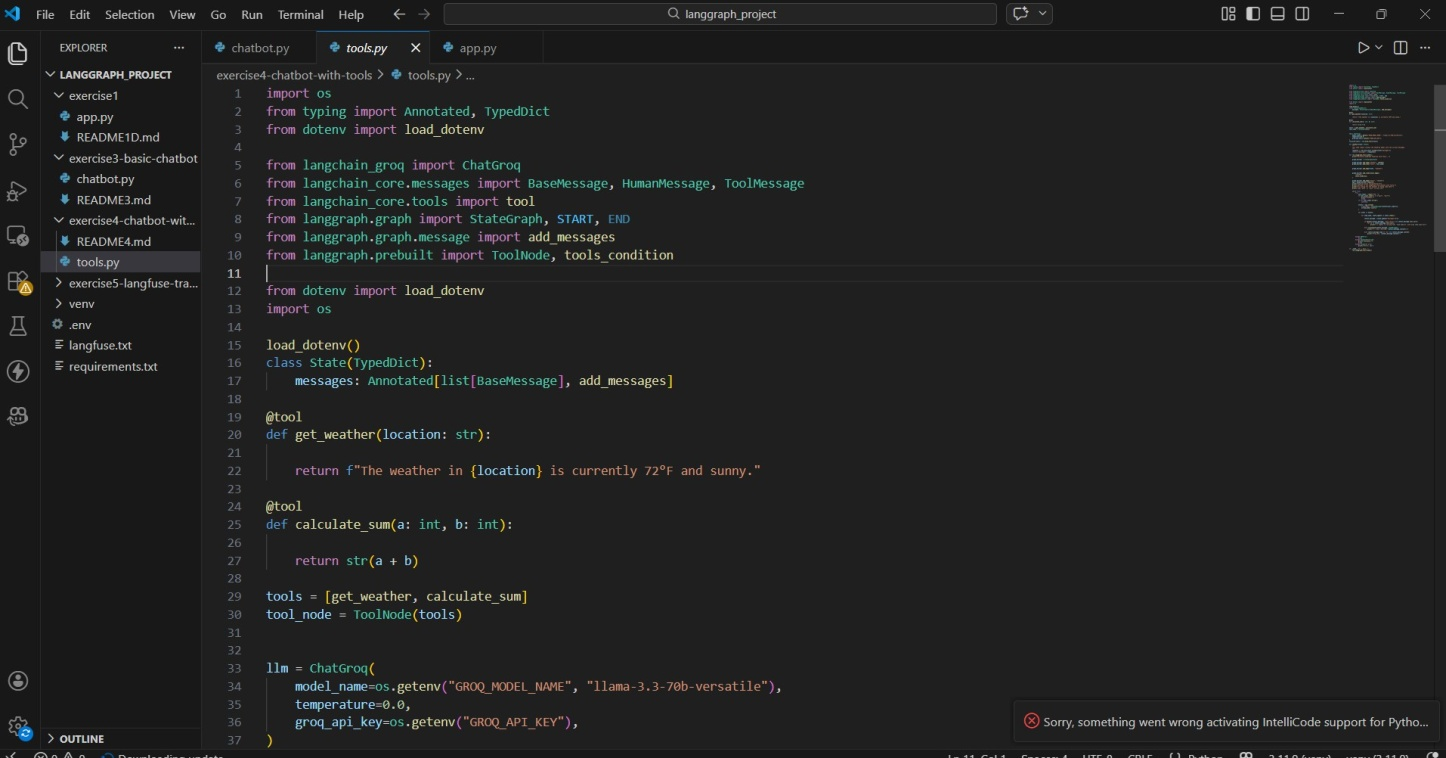 File Edit Selection View Go Run Terminal Help langgraph_project
EXPLORER ...
chatbot.py tools.py app.py
LANGGRAPH_PROJECT
exercise1
app.py
README1D.md
exercise3-basic-chatbot
chatbot.py
README3.md
exercise4-chatbot-wit...
README4.md
tools.py
exercise5-langfuse-tra...
venv
.env
langfuse.txt
requirements.txt
OUTLINE
exercise4-chatbot-with-tools > tools.py > ...
1 import os
2 from typing import Annotated, TypedDict
3 from dotenv import load_dotenv
4
5 from langchain_groq import ChatGroq
6 from langchain_core.messages import BaseMessage, HumanMessage, ToolMessage
7 from langchain_core.tools import tool
8 from langgraph.graph import StateGraph, START, END
9 from langgraph.graph.message import add_messages
10 from langgraph.prebuilt import ToolNode, tools_condition
11
12 from dotenv import load_dotenv
13 import os
14
15 load_dotenv()
16 class State(TypedDict):
17 messages: Annotated[list[BaseMessage], add_messages]
18
19 @tool
20 def get_weather(location: str):
21
22 return f"The weather in {location} is currently 72°F and sunny."
23
24 @tool
25 def calculate_sum(a: int, b: int):
26
27 return str(a + b)
28
29 tools = [get_weather, calculate_sum]
30 tool_node = ToolNode(tools)
31
32
33 llm = ChatGroq(
34 model_name=os.getenv("GROQ_MODEL_NAME", "llama-3.3-70b-versatile"),
35 temperature=0.0,
36 groq_api_key=os.getenv("GROQ_API_KEY"),
37 )
Sorry, something went wrong activating IntelliCode support for Pytho...
Downloading update